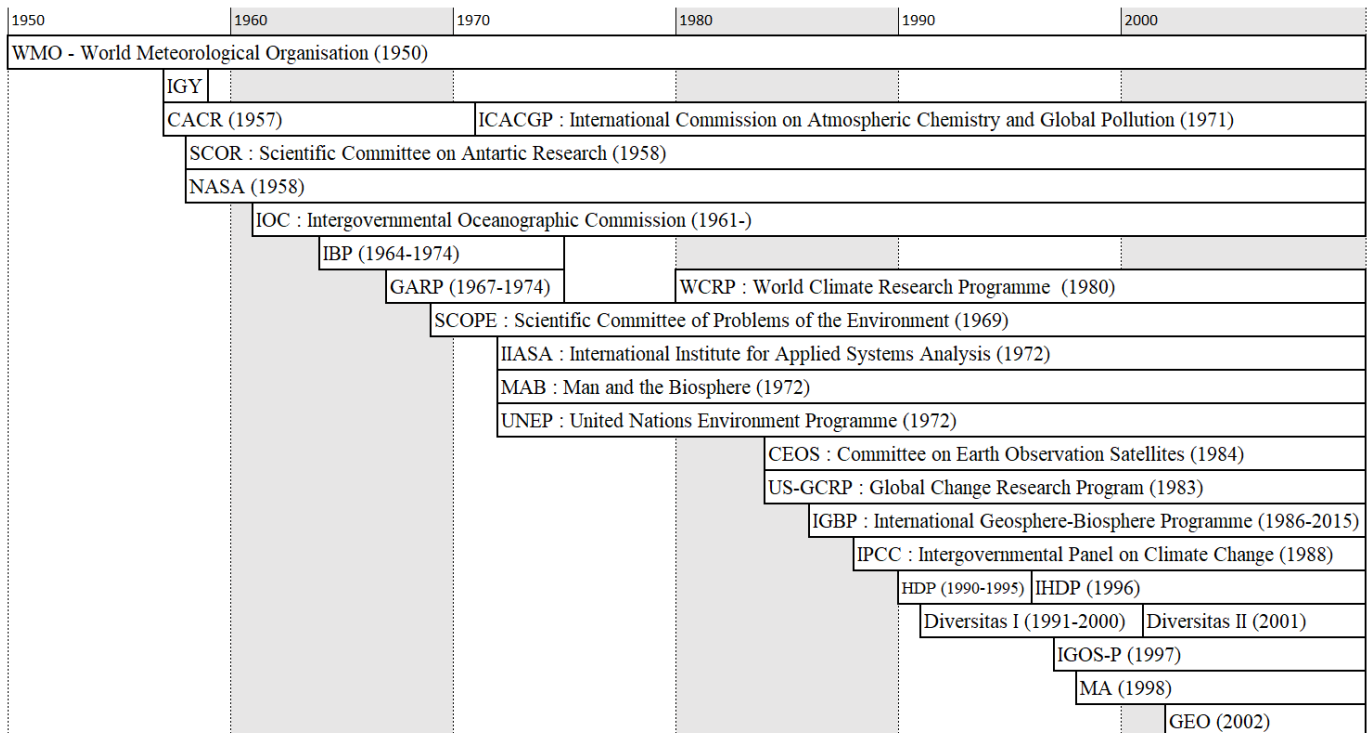 1950 1960 1970 1980 1990 2000
WMO - World Meteorological Organisation (1950)
IGY
CACR (1957) ICACGP : International Commission on Atmospheric Chemistry and Global Pollution (1971)
SCOR : Scientific Committee on Antartic Research (1958)
NASA (1958)
IOC : Intergovernmental Oceanographic Commission (1961-)
IBP (1964-1974)
GARP (1967-1974) WCRP : World Climate Research Programme (1980)
SCOPE : Scientific Committee of Problems of the Environment (1969)
IIASA : International Institute for Applied Systems Analysis (1972)
MAB : Man and the Biosphere (1972)
UNEP : United Nations Environment Programme (1972)
CEOS : Committee on Earth Observation Satellites (1984)
US-GCRP : Global Change Research Program (1983)
IGBP : International Geosphere-Biosphere Programme (1986-2015)
IPCC : Intergovernmental Panel on Climate Change (1988)
HDP (1990-1995) IHDP (1996)
Diversitas I (1991-2000) Diversitas II (2001)
IGOS-P (1997)
MA (1998)
GEO (2002)